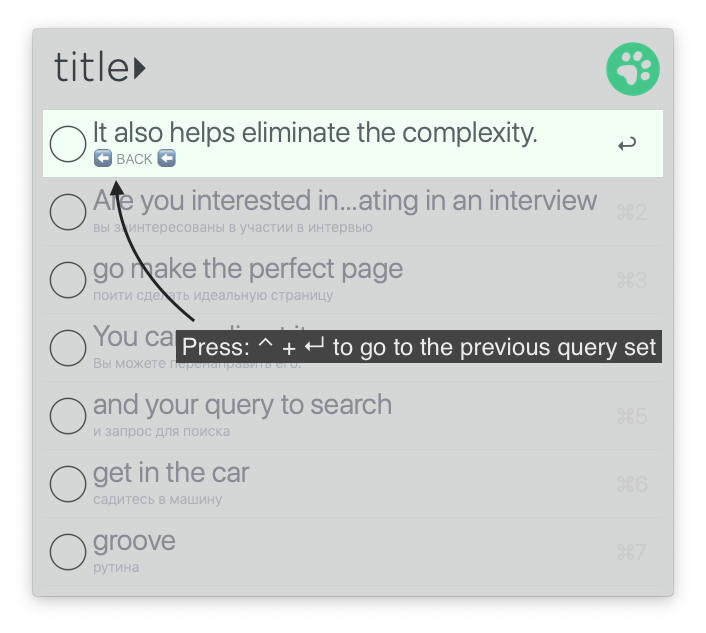 title
It also helps eliminate the complexity. ↩
⬅️ BACK ⬅️
Are you interested in...ating in an interview ⌘2
вы заинтересованы в участии в интервью
go make the perfect page ⌘3
поити сделать идеальную страницу
You
Press: ^ + ↵ to go to the previous query set
Вы можете перенаправить его.
and your query to search ⌘5
и запрос для поиска
get in the car ⌘6
садитесь в машину
groove ⌘7
рутина